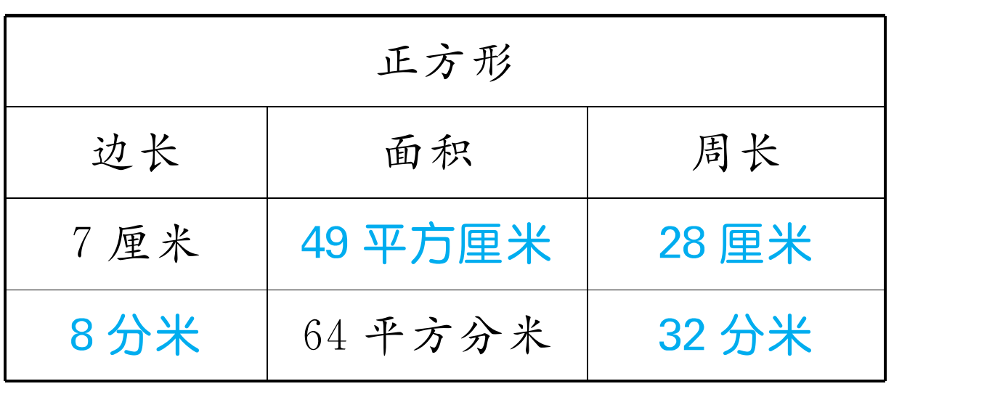 正方形
边长 面积 周长
7 厘米 49 平方厘米 28 厘米
8 分米 64 平方分米 32 分米